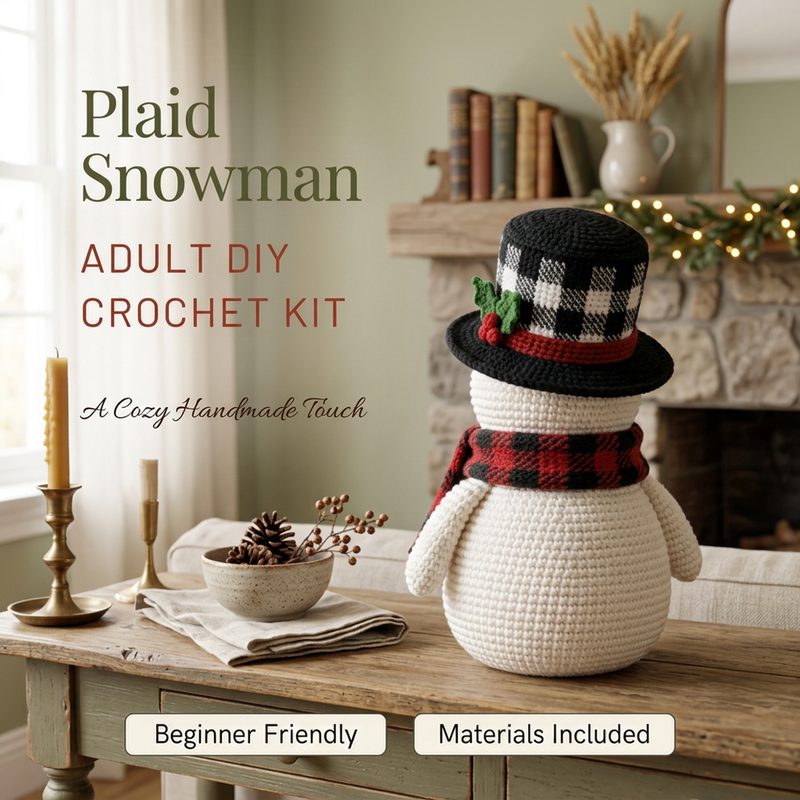 Plaid
Snowman
ADULT DIY
CROCHET KIT
A Cozy Handmade Touch
Beginner Friendly
Materials Included